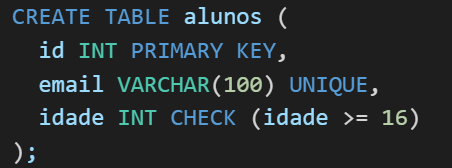 CREATE TABLE alunos (
  id INT PRIMARY KEY,
  email VARCHAR(100) UNIQUE,
  idade INT CHECK (idade >= 16)
);